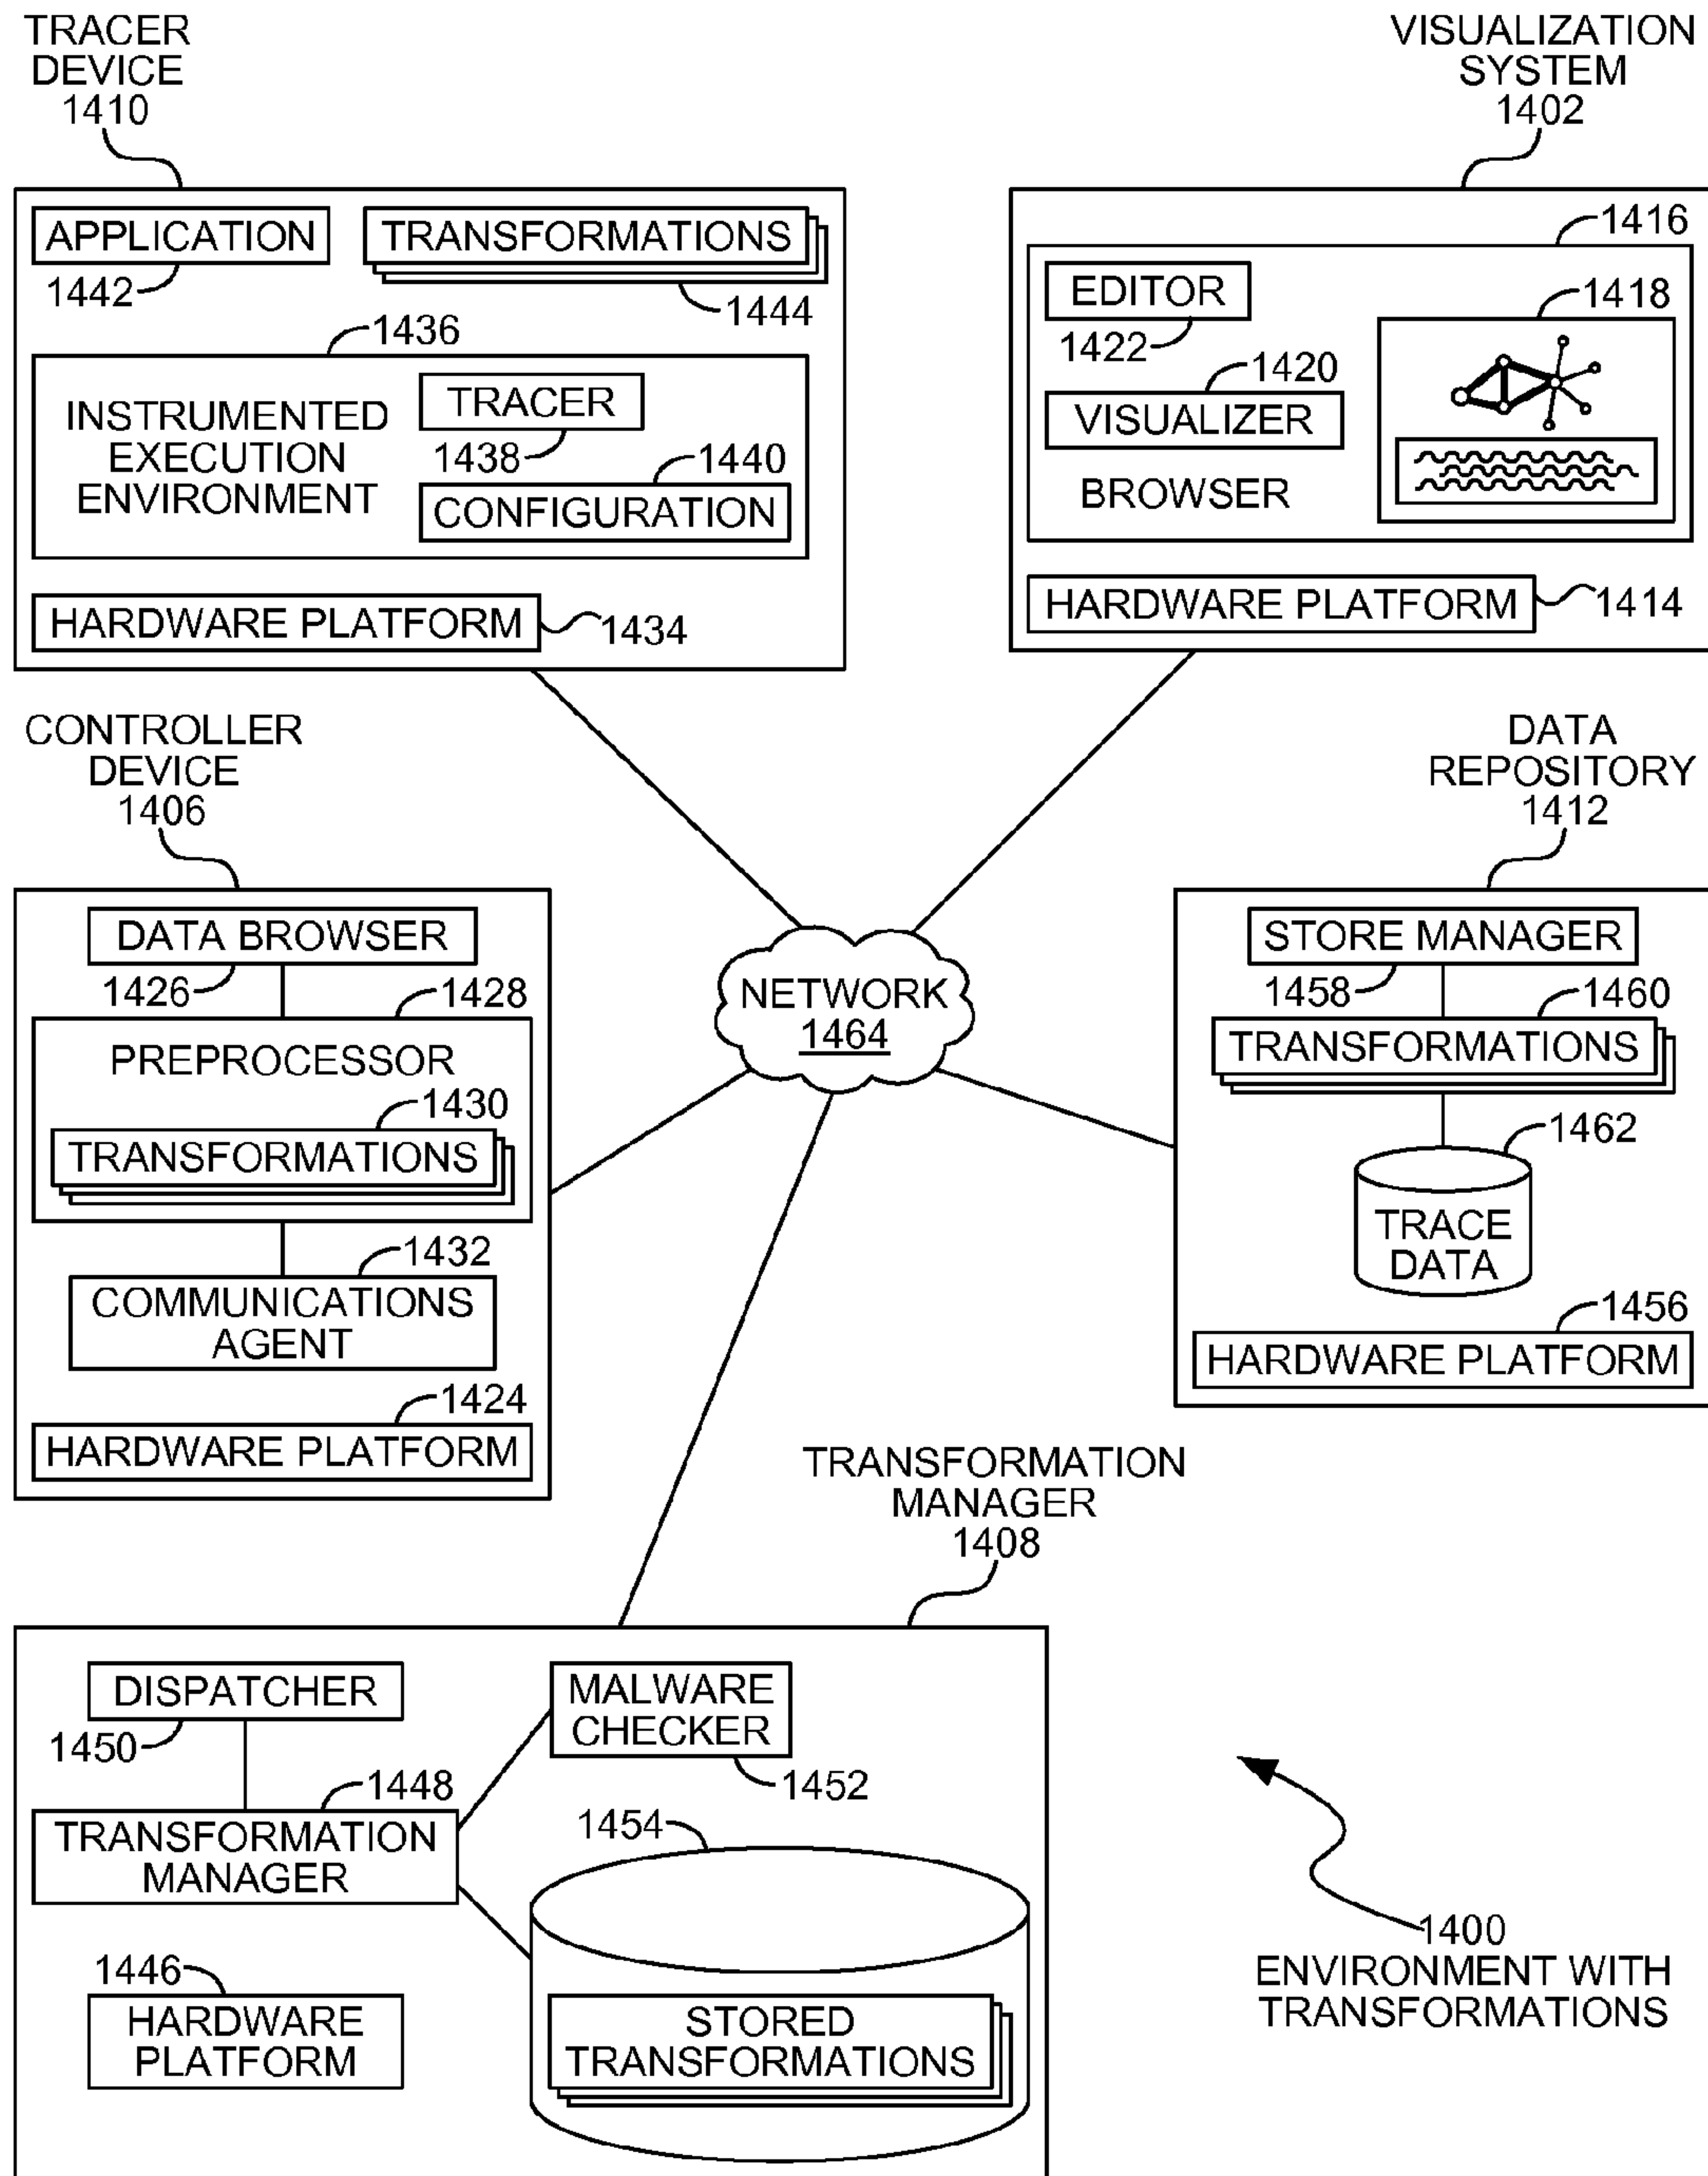 TRACER
DEVICE
1410
VISUALIZATION
SYSTEM
1402
APPLICATION
1442
TRANSFORMATIONS
1444
1436
INSTRUMENTED
EXECUTION
ENVIRONMENT
TRACER
1438
1440
CONFIGURATION
HARDWARE PLATFORM
1434
1416
EDITOR
1422
1418
1420
VISUALIZER
BROWSER
HARDWARE PLATFORM
1414
CONTROLLER
DEVICE
1406
DATA BROWSER
1426
1428
PREPROCESSOR
1430
TRANSFORMATIONS
1432
COMMUNICATIONS
AGENT
1424
HARDWARE PLATFORM
NETWORK
1464
DATA
REPOSITORY
1412
STORE MANAGER
1458
1460
TRANSFORMATIONS
1462
TRACE
DATA
1456
HARDWARE PLATFORM
TRANSFORMATION
MANAGER
1408
DISPATCHER
1450
MALWARE
CHECKER
1452
1448
TRANSFORMATION
MANAGER
1454
1446
HARDWARE
PLATFORM
STORED
TRANSFORMATIONS
1400
ENVIRONMENT WITH
TRANSFORMATIONS